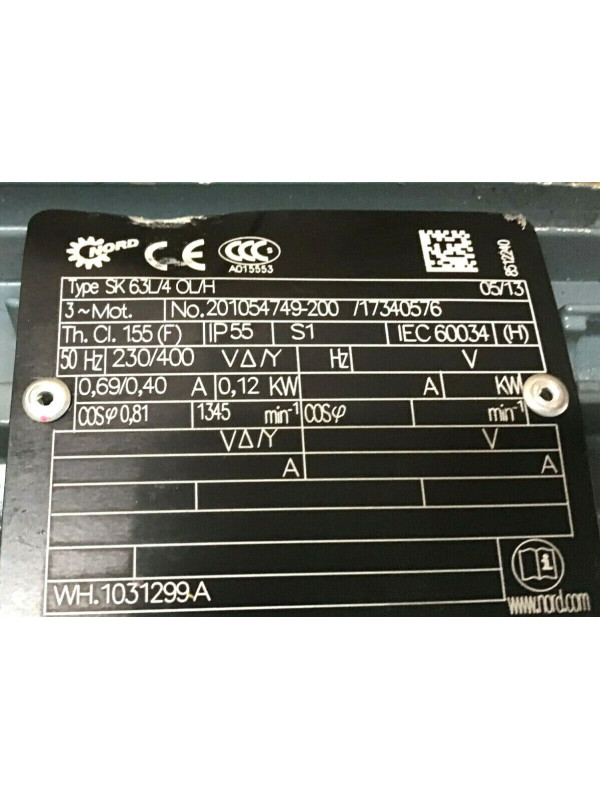 NORD CE CCC S
A015553
8512240
Type SK 63L/4 OL/H 05/13
3~Mot. No. 201054749-200 /17340576
Th. Cl. 155 (F) IP55 S1 IEC 60034 (H)
50 Hz 230/400 V Δ/Y Hz V
0,69/0,40 A 0,12 KW A KW
COSφ 0,81 1345 min⁻¹ COSφ min⁻¹
V Δ/Y V
A A
i
WH.1031299.A
www.nord.com